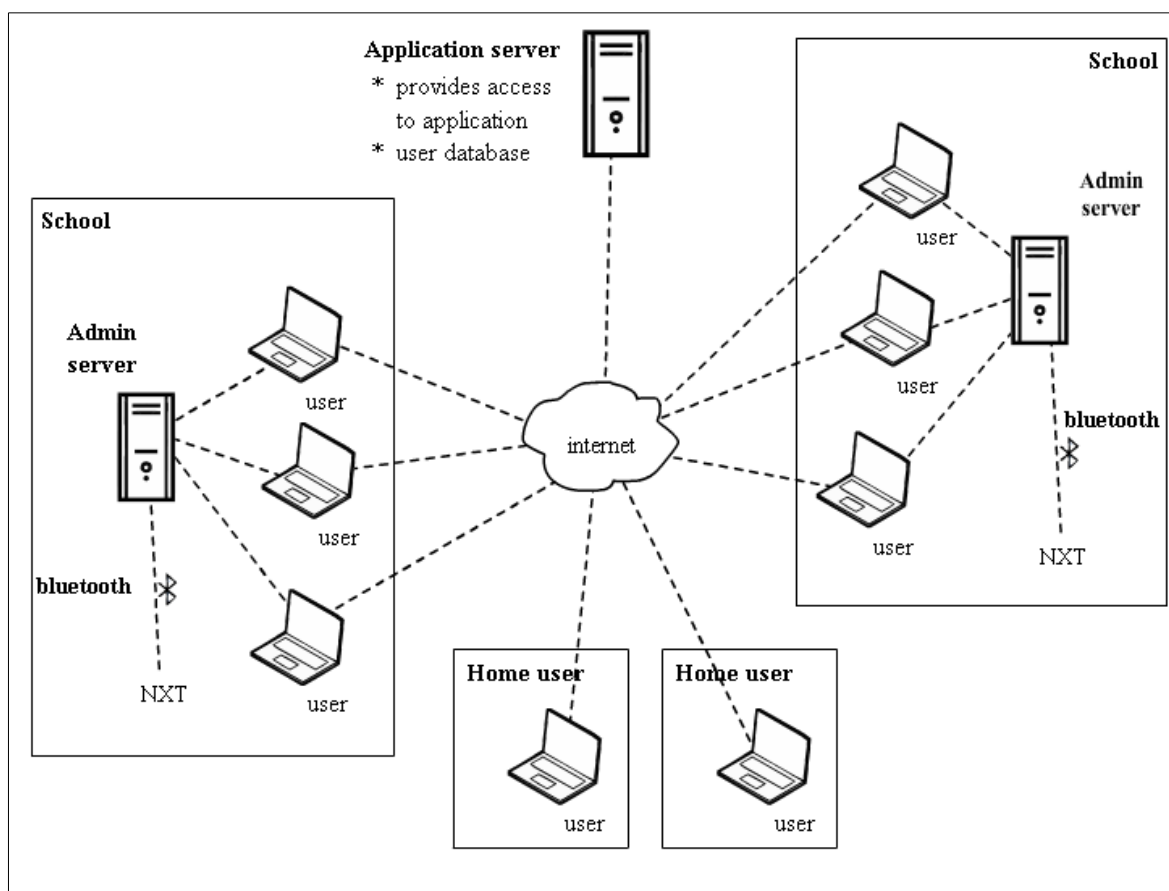 Application server
* provides access
to application
* user database
School
Admin
server
user
user
user
bluetooth
NXT
School
Admin
server
user
user
user
bluetooth
NXT
internet
Home user
user
Home user
user